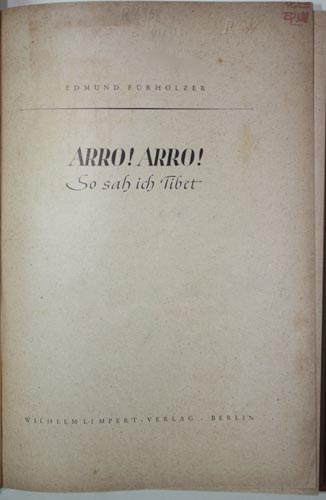 EDMUND FÜRHOLZER
ARRO! ARRO!
So sah ich Tibet
WILHELM LIMPERT-VERLAG · BERLIN